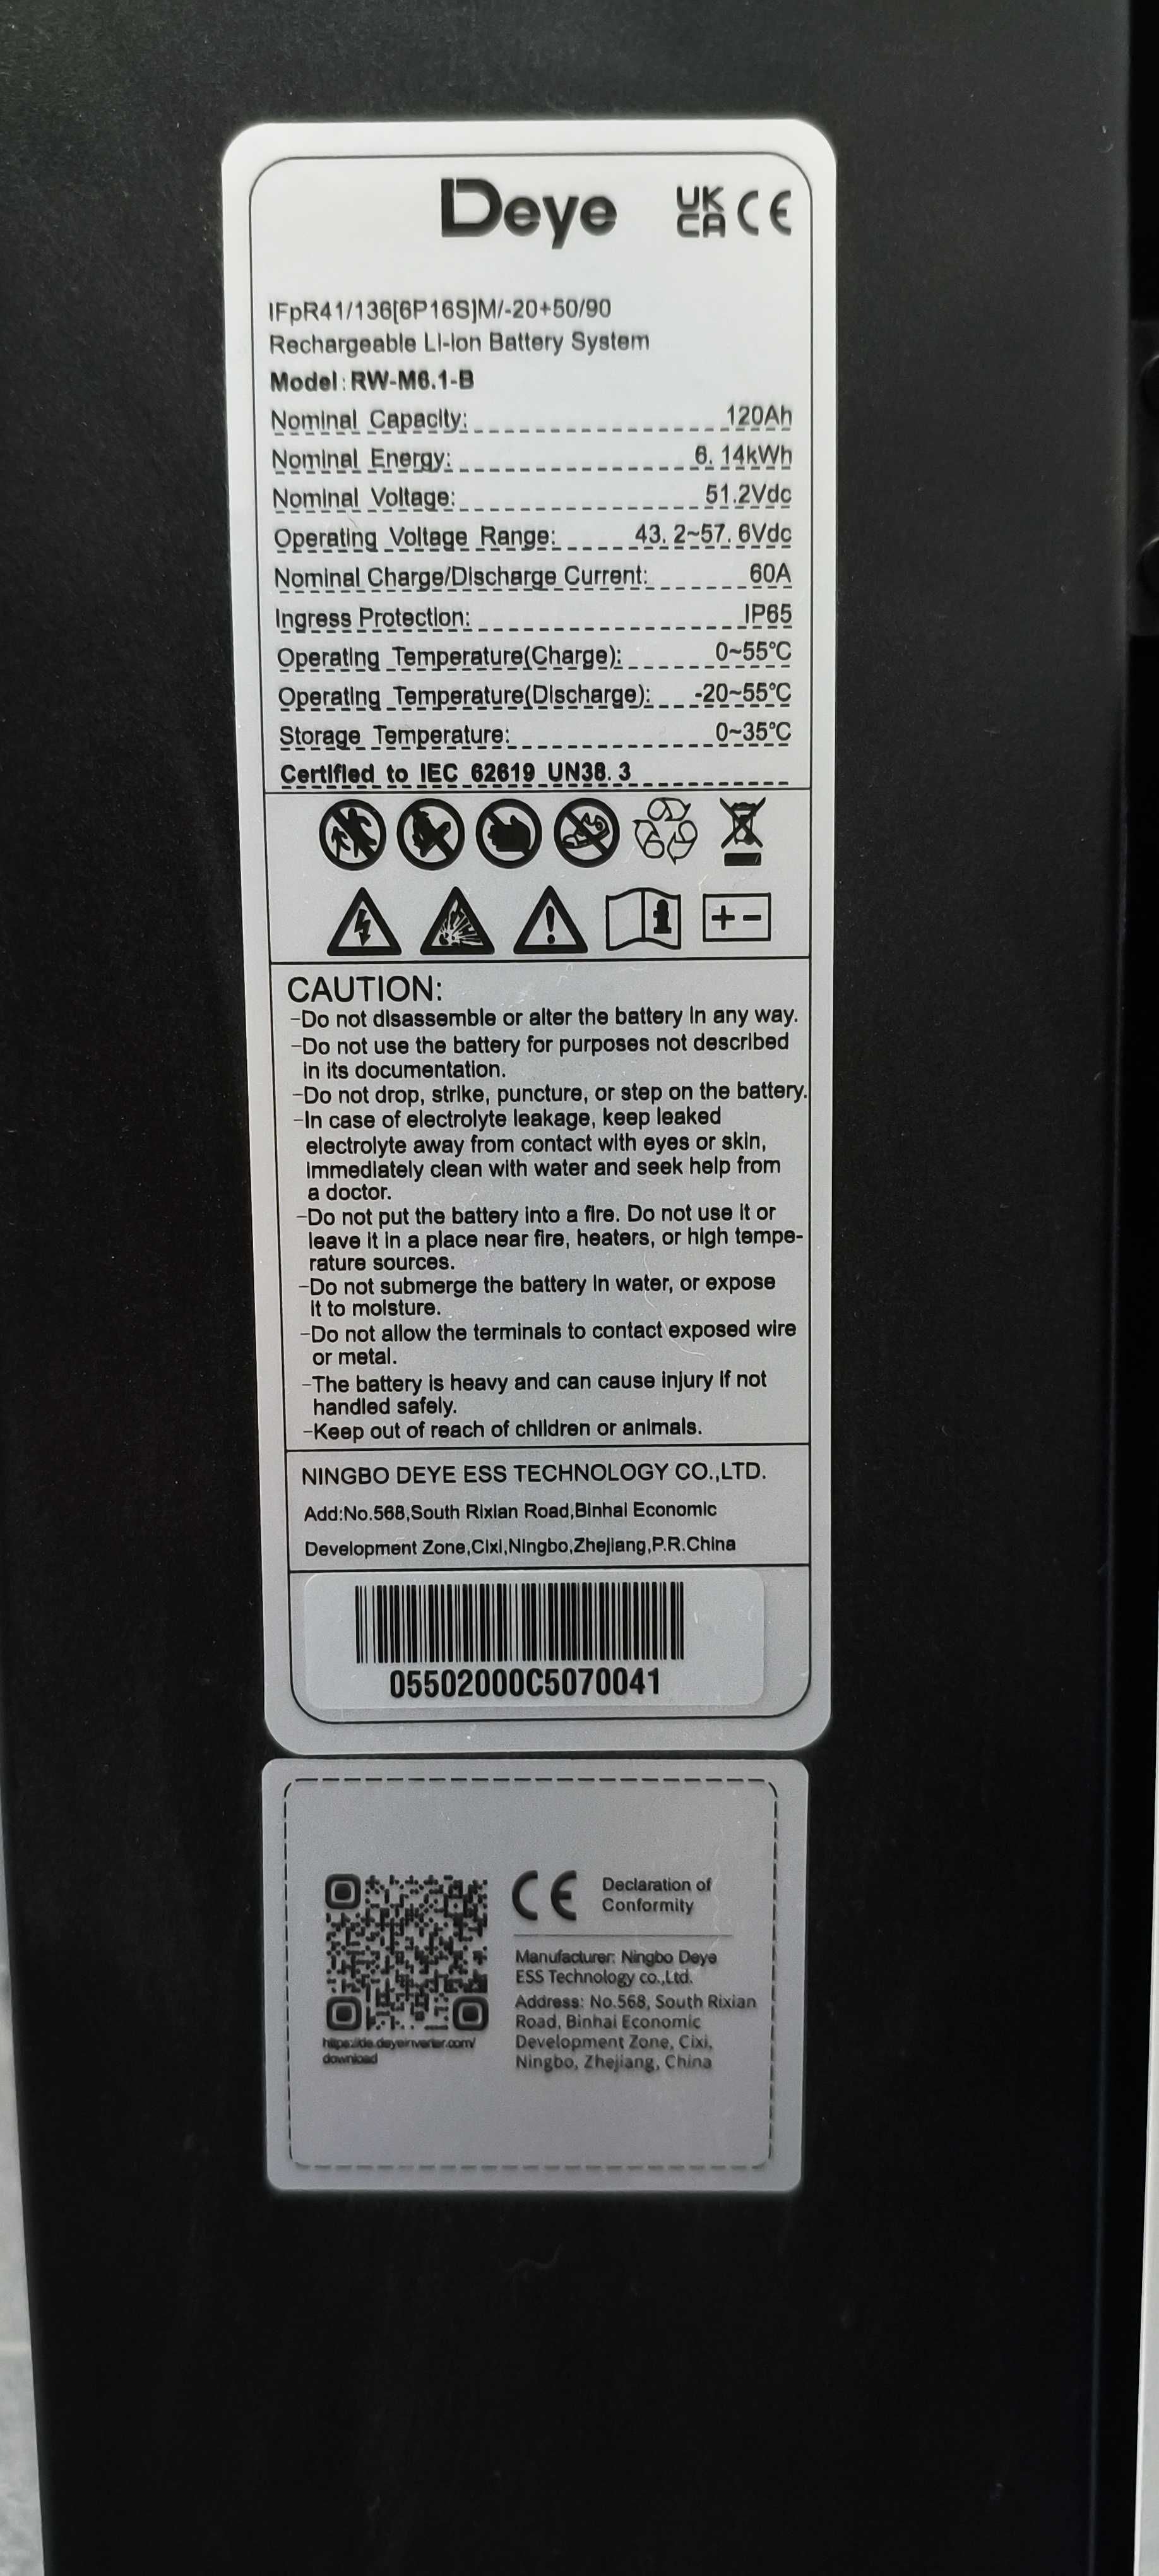 Deye UK CA CE
IFpR41/136[6P16S]M/-20+50/90
Rechargeable Li-ion Battery System
Model: RW-M6.1-B
Nominal Capacity: 120Ah
Nominal Energy: 6.14kWh
Nominal Voltage: 51.2Vdc
Operating Voltage Range: 43.2~57.6Vdc
Nominal Charge/Discharge Current: 60A
Ingress Protection: IP65
Operating Temperature(Charge): 0~55℃
Operating Temperature(Discharge): -20~55℃
Storage Temperature: 0~35℃
Certified to IEC 62619 UN38.3
CAUTION:
-Do not disassemble or alter the battery in any way.
-Do not use the battery for purposes not described
in its documentation.
-Do not drop, strike, puncture, or step on the battery.
-In case of electrolyte leakage, keep leaked
electrolyte away from contact with eyes or skin,
immediately clean with water and seek help from
a doctor.
-Do not put the battery into a fire. Do not use it or
leave it in a place near fire, heaters, or high tempe-
rature sources.
-Do not submerge the battery in water, or expose
it to moisture.
-Do not allow the terminals to contact exposed wire
or metal.
-The battery is heavy and can cause injury if not
handled safely.
-Keep out of reach of children or animals.
NINGBO DEYE ESS TECHNOLOGY CO.,LTD.
Add:No.568,South Rixian Road,Binhai Economic
Development Zone,Cixi,Ningbo,Zhejiang,P.R.China
05502000C5070041
CE Declaration of
Conformity
Manufacturer: Ningbo Deye
ESS Technology co.,Ltd.
Address: No.568, South Rixian
Road, Binhai Economic
Development Zone, Cixi,
Ningbo, Zhejiang, China
https://de.deyeinverter.com/
download